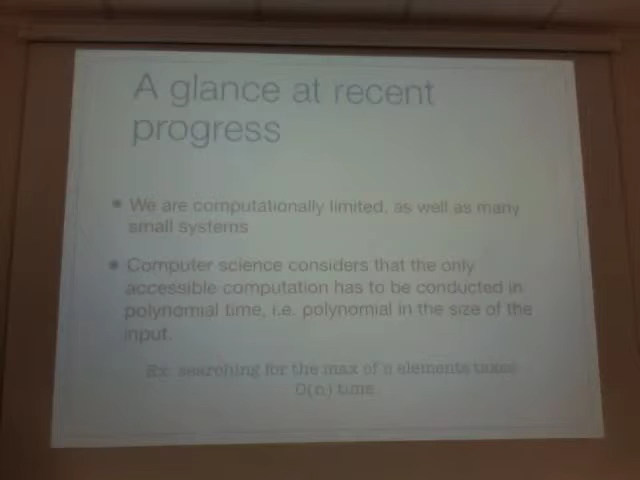 A glance at recent
progress
• We are computationally limited, as well as many
small systems
• Computer science considers that the only
accessible computation has to be conducted in
polynomial time, i.e. polynomial in the size of the
input.
Ex: searching for the max of n elements takes
O(n) time.